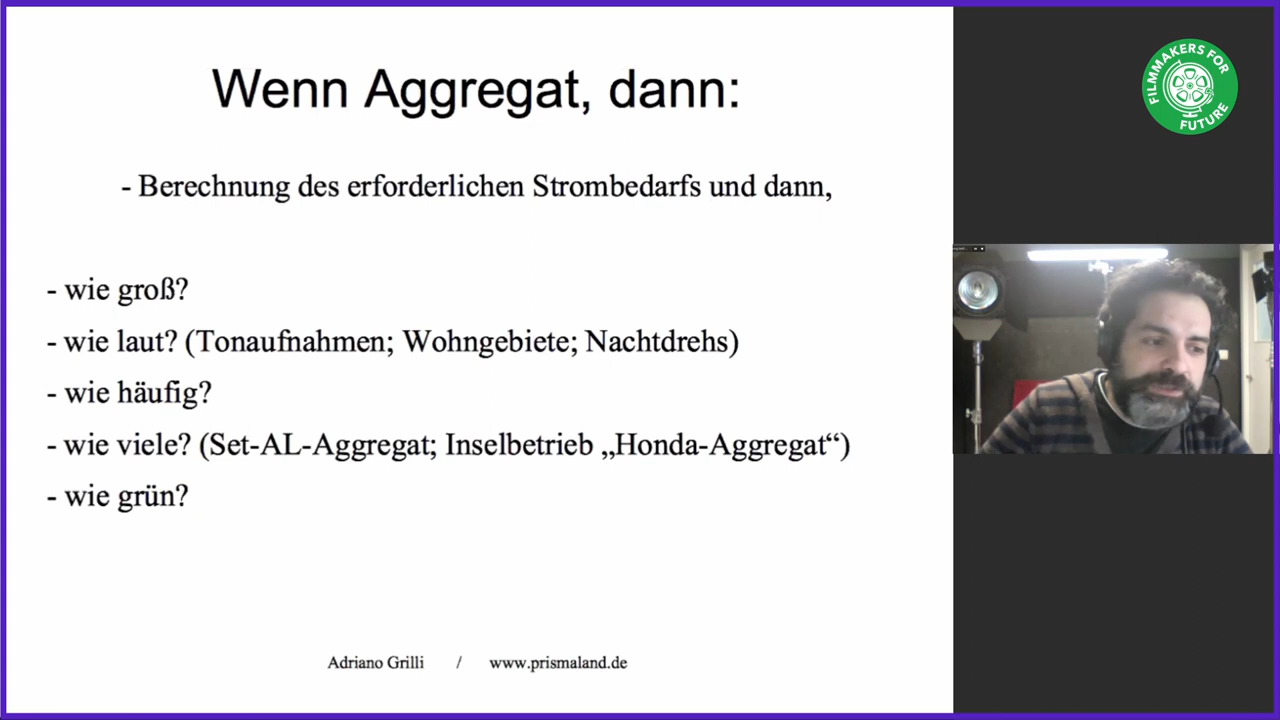 Wenn Aggregat, dann:
- Berechnung des erforderlichen Strombedarfs und dann,
- wie groß?
- wie laut? (Tonaufnahmen; Wohngebiete; Nachtdrehs)
- wie häufig?
- wie viele? (Set-AL-Aggregat; Inselbetrieb „Honda-Aggregat“)
- wie grün?
Adriano Grilli / www.prismaland.de
FILMMAKERS FOR
FUTURE